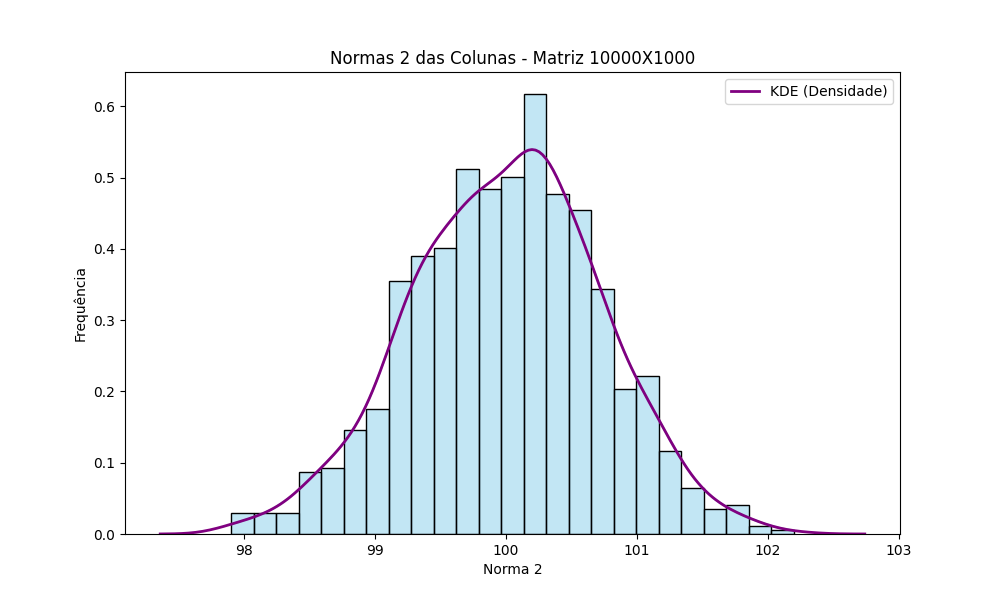 Normas 2 das Colunas - Matriz 10000X1000
KDE (Densidade)
Frequência
0.6
0.5
0.4
0.3
0.2
0.1
0.0
98 99 100 101 102 103
Norma 2